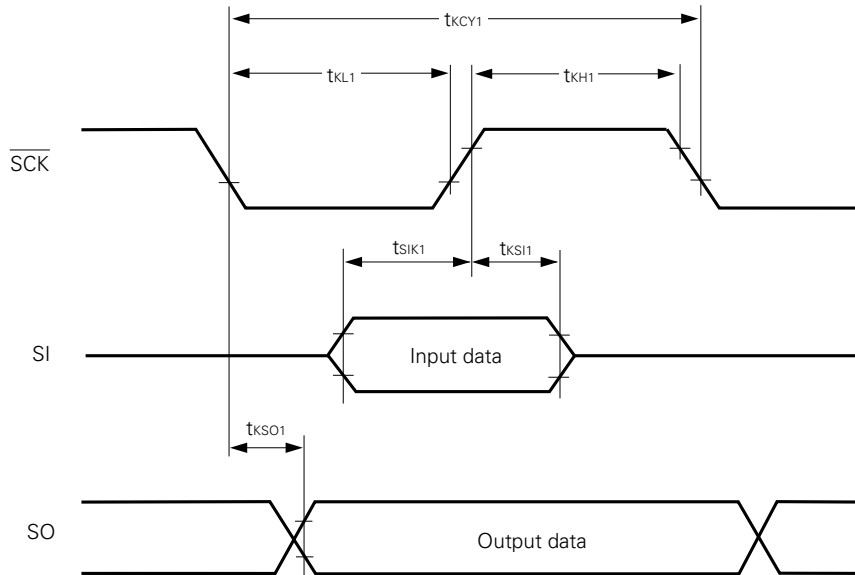 tKCY1
tKL1
tKH1
SCK
tSIK1
tKSI1
SI
Input data
tKSO1
SO
Output data